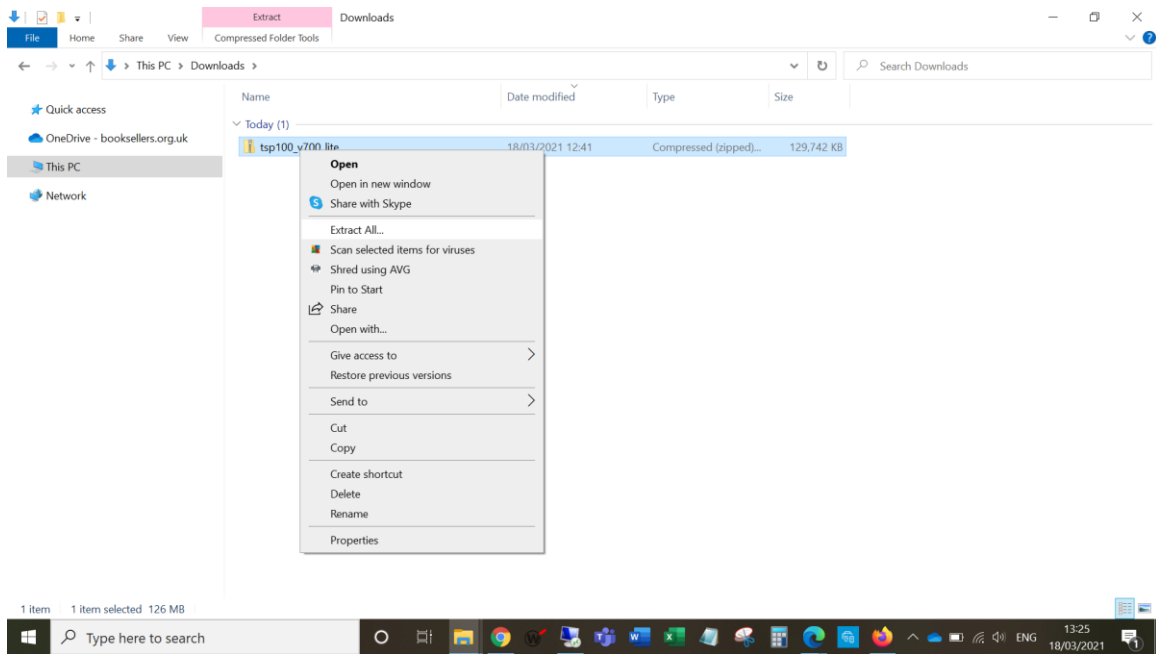 Extract
Downloads
File
Home
Share
View
Compressed Folder Tools
This PC
Downloads
Search Downloads
Name
Date modified
Type
Size
Quick access
OneDrive - booksellers.org.uk
This PC
Network
Today (1)
tsp100_v700_lite
18/03/2021 12:41
Compressed (zipped)...
129,742 KB
Open
Open in new window
Share with Skype
Extract All...
Scan selected items for viruses
Shred using AVG
Pin to Start
Share
Open with...
Give access to
Restore previous versions
Send to
Cut
Copy
Create shortcut
Delete
Rename
Properties
1 item
1 item selected 126 MB
Type here to search
ENG
13:25
18/03/2021